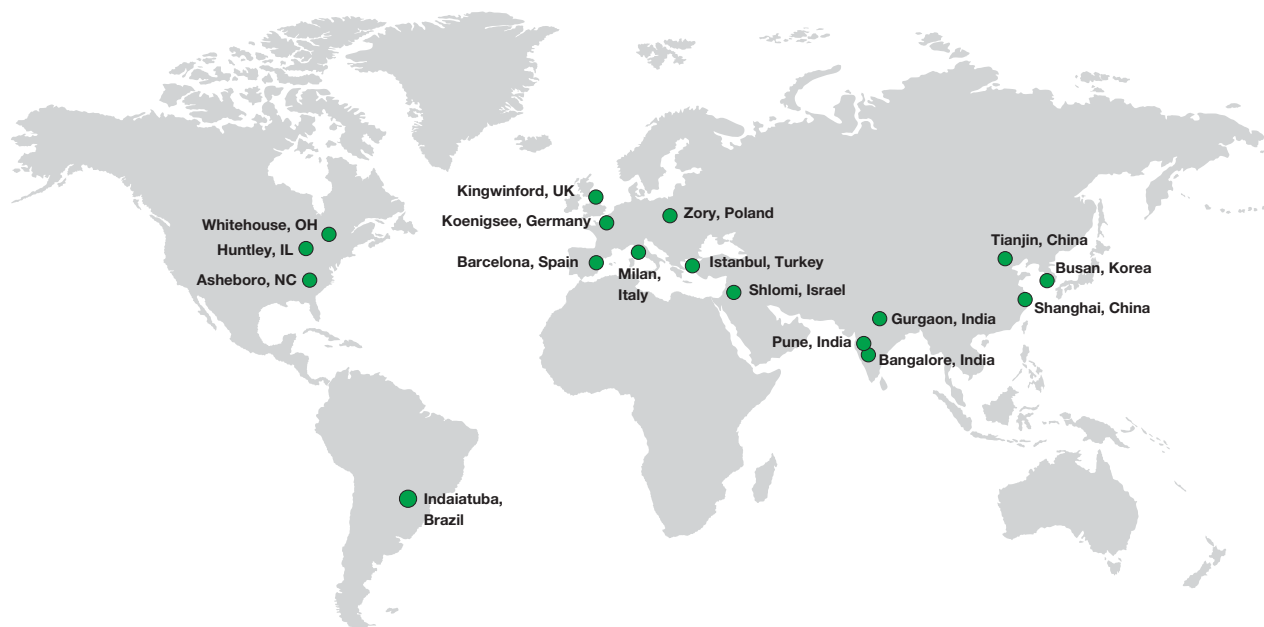 Kingwinford, UK
Koenigsee, Germany
Zory, Poland
Whitehouse, OH
Huntley, IL
Tianjin, China
Barcelona, Spain
Milan,
Italy
Istanbul, Turkey
Busan, Korea
Asheboro, NC
Shlomi, Israel
Shanghai, China
Gurgaon, India
Pune, India
Bangalore, India
Indaiatuba,
Brazil